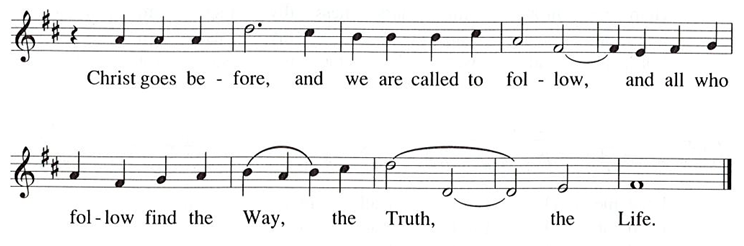 Christ goes be - fore, and we are called to fol - low, and all who
fol - low find the Way, the Truth, the Life.